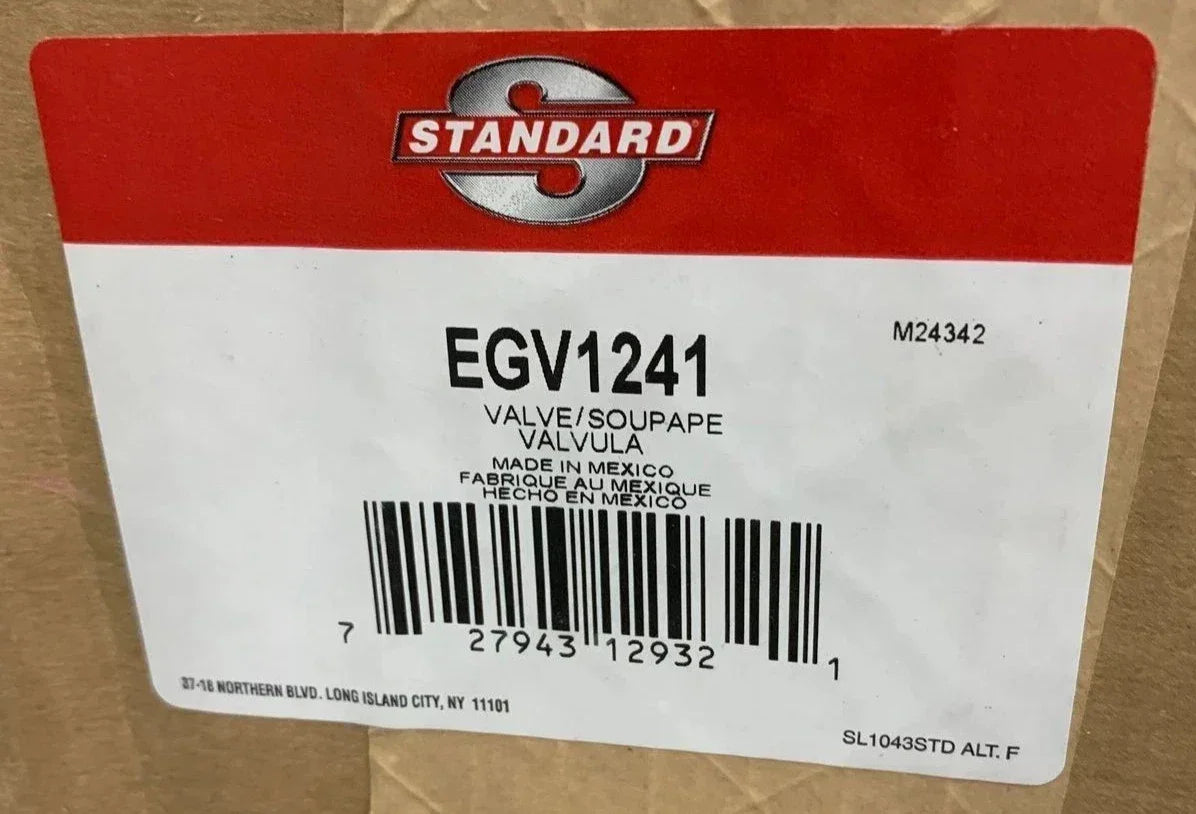 STANDARD
EGV1241
M24342
VALVE/SOUPAPE
VALVULA
MADE IN MEXICO
FABRIQUE AU MEXIQUE
HECHO EN MEXICO
7 27943 12932 1
37-18 NORTHERN BLVD. LONG ISLAND CITY, NY 11101
SL1043STD ALT. F